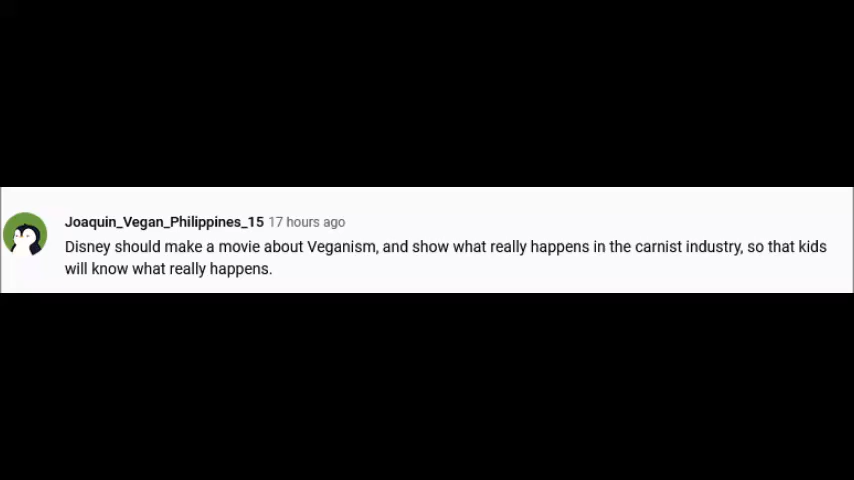 Joaquin_Vegan_Philippines_15 17 hours ago
Disney should make a movie about Veganism, and show what really happens in the carnist industry, so that kids
will know what really happens.